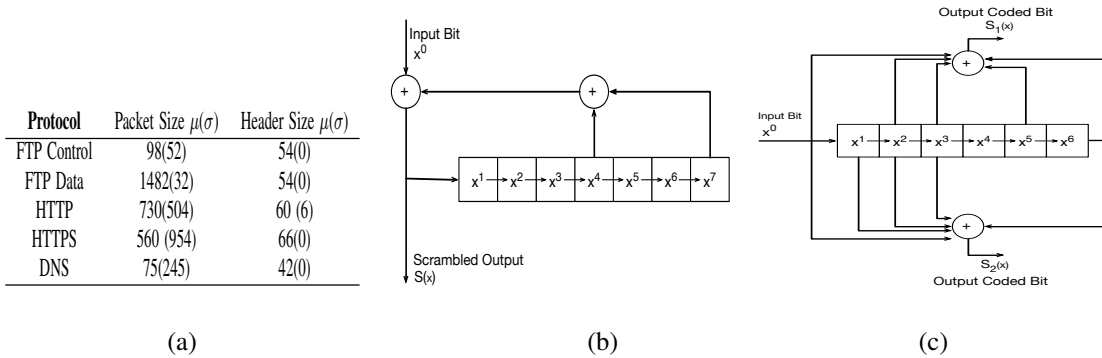 Protocol Packet Size μ(σ) Header Size μ(σ)
FTP Control 98(52) 54(0)
FTP Data 1482(32) 54(0)
HTTP 730(504) 60 (6)
HTTPS 560 (954) 66(0)
DNS 75(245) 42(0)
(a)
Input Bit
x⁰
+
+
x¹ x² x³ x⁴ x⁵ x⁶ x⁷
Scrambled Output
S(x)
(b)
Output Coded Bit
S₁(x)
+
Input Bit
x⁰
x¹ x² x³ x⁴ x⁵ x⁶
+
S₂(x)
Output Coded Bit
(c)